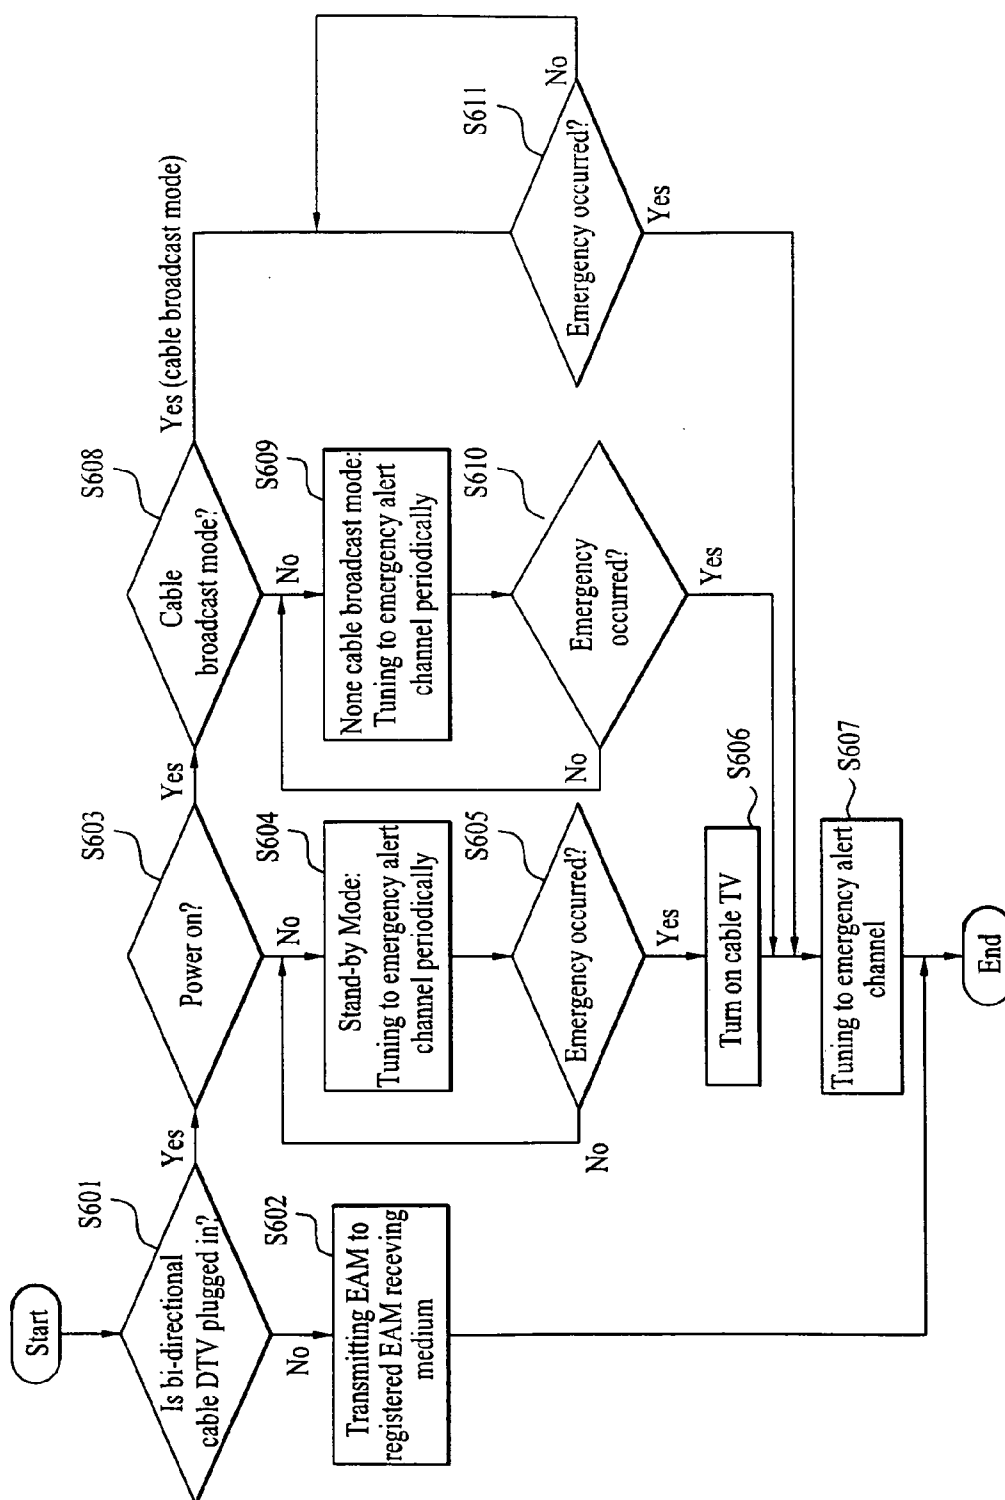 Start
S601
Is bi-directional
cable DTV plugged in?
Yes
No
S602
Transmitting EAM to
registered EAM receving
medium
S603
Power on?
Yes
No
S604
Stand-by Mode:
Tuning to emergency alert
channel periodically
S605
Emergency occurred?
No
Yes
S606
Turn on cable TV
S607
Tuning to emergency alert
channel
End
S608
Cable
broadcast mode?
Yes (cable broadcast mode)
No
S609
None cable broadcast mode:
Tuning to emergency alert
channel periodically
S610
Emergency
occurred?
No
Yes
S611
Emergency occurred?
No
Yes